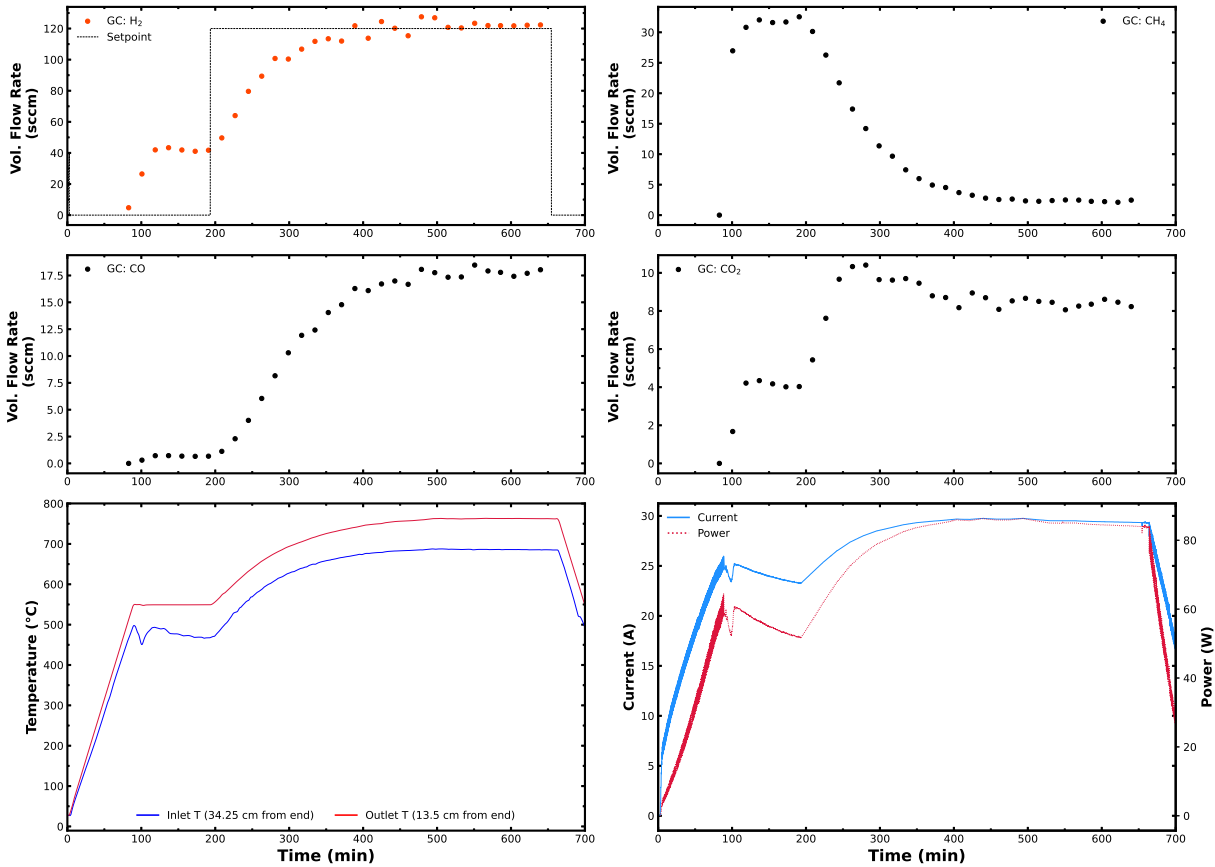 GC: H2
Setpoint
Vol. Flow Rate
(sccm)
0
20
40
60
80
100
120
0 100 200 300 400 500 600 700
GC: CH4
Vol. Flow Rate
(sccm)
0
5
10
15
20
25
30
0 100 200 300 400 500 600 700
GC: CO
Vol. Flow Rate
(sccm)
0.0
2.5
5.0
7.5
10.0
12.5
15.0
17.5
0 100 200 300 400 500 600 700
GC: CO2
Vol. Flow Rate
(sccm)
0
2
4
6
8
10
0 100 200 300 400 500 600 700
Temperature (°C)
0
100
200
300
400
500
600
700
800
Inlet T (34.25 cm from end)
Outlet T (13.5 cm from end)
0 100 200 300 400 500 600 700
Time (min)
Current
Power
Current (A)
0
5
10
15
20
25
30
Power (W)
0
20
40
60
80
0 100 200 300 400 500 600 700
Time (min)